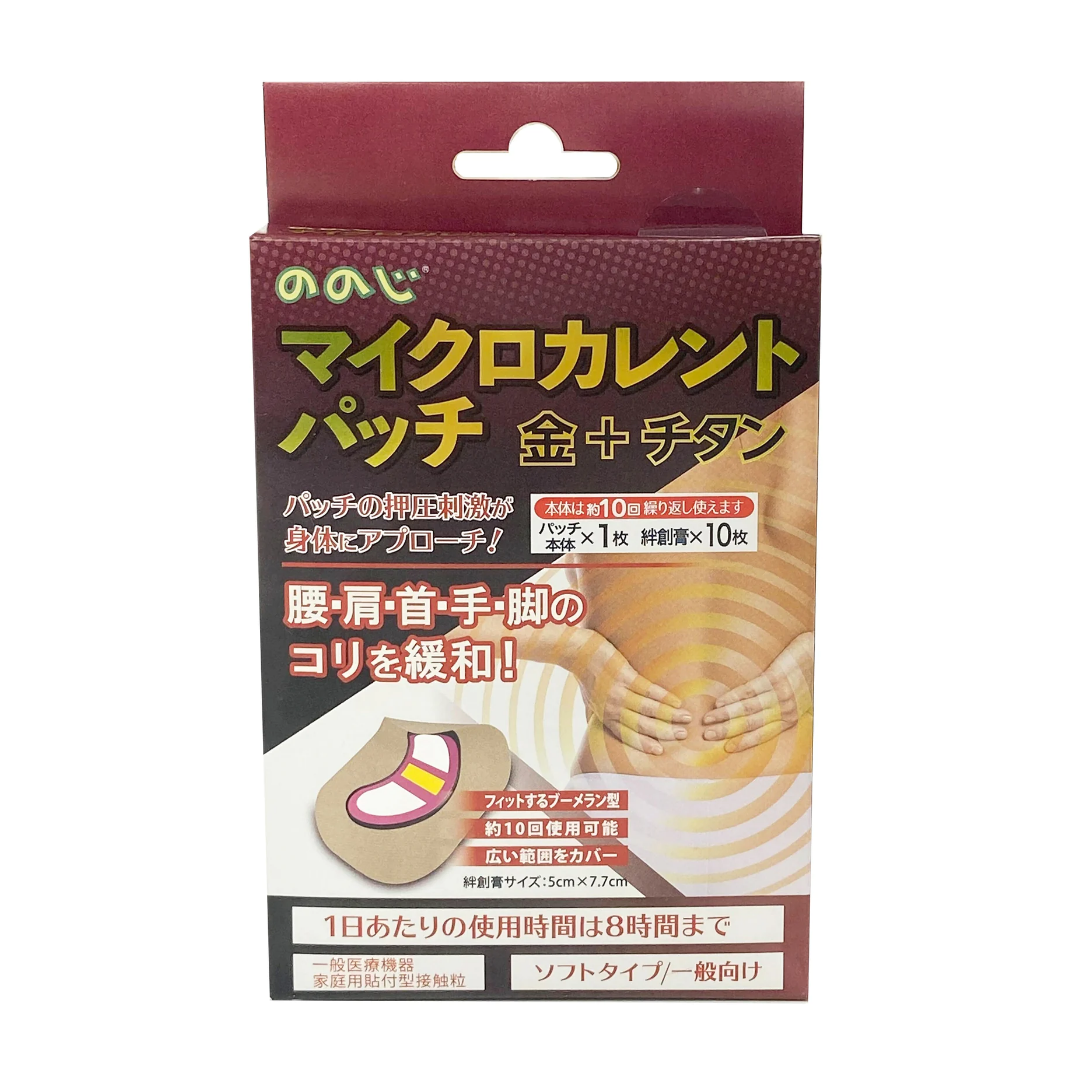 ののじ®
マイクロカレント
パッチ 金+チタン
パッチの押圧刺激が
身体にアプローチ！
本体は約10回繰り返し使えます
パッチ本体×1枚 絆創膏×10枚
腰・肩・首・手・脚の
コリを緩和！
フィットするブーメラン型
約10回使用可能
広い範囲をカバー
絆創膏サイズ：5cm×7.7cm
1日あたりの使用時間は8時間まで
一般医療機器
家庭用貼付型接触粒
ソフトタイプ/一般向け